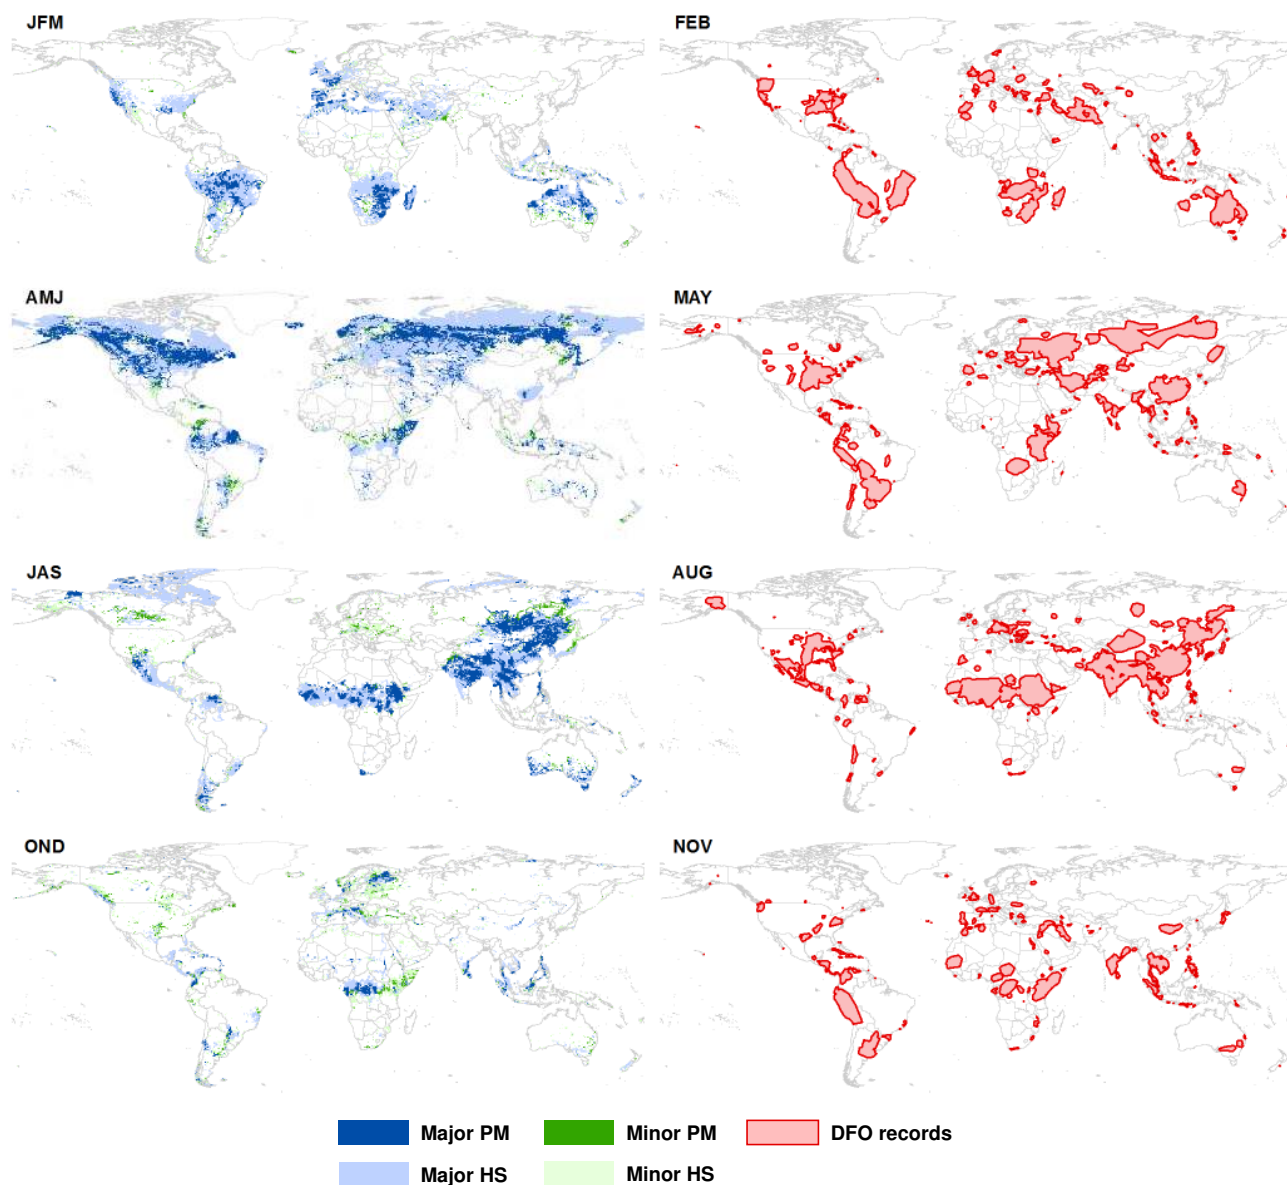 JFM
FEB
AMJ
MAY
JAS
AUG
OND
NOV
Major PM
Minor PM
DFO records
Major HS
Minor HS